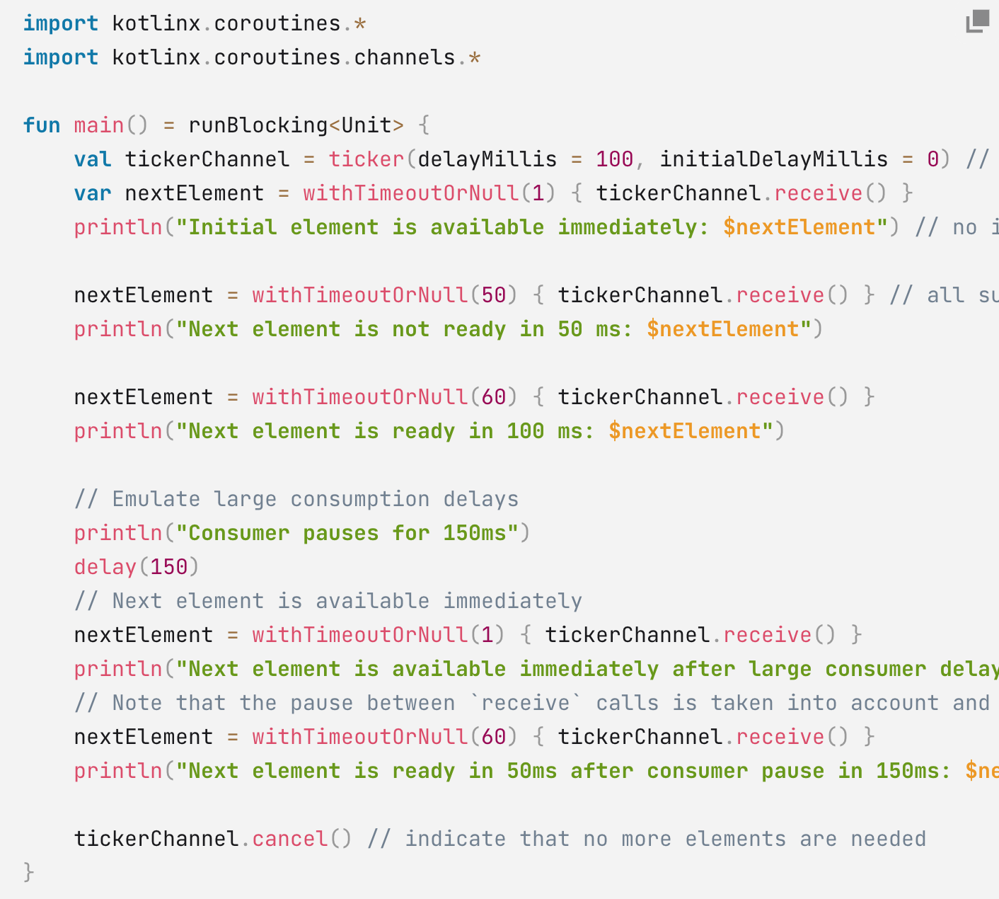 import kotlinx.coroutines.*
import kotlinx.coroutines.channels.*
fun main() = runBlocking<Unit> {
    val tickerChannel = ticker(delayMillis = 100, initialDelayMillis = 0) //
    var nextElement = withTimeoutOrNull(1) { tickerChannel.receive() }
    println("Initial element is available immediately: $nextElement") // no
    nextElement = withTimeoutOrNull(50) { tickerChannel.receive() } // all
    println("Next element is not ready in 50 ms: $nextElement")
    nextElement = withTimeoutOrNull(60) { tickerChannel.receive() }
    println("Next element is ready in 100 ms: $nextElement")
    // Emulate large consumption delays
    println("Consumer pauses for 150ms")
    delay(150)
    // Next element is available immediately
    nextElement = withTimeoutOrNull(1) { tickerChannel.receive() }
    println("Next element is available immediately after large consumer delay
    // Note that the pause between `receive` calls is taken into account and
    nextElement = withTimeoutOrNull(60) { tickerChannel.receive() }
    println("Next element is ready in 50ms after consumer pause in 150ms: $ne
    tickerChannel.cancel() // indicate that no more elements are needed
}